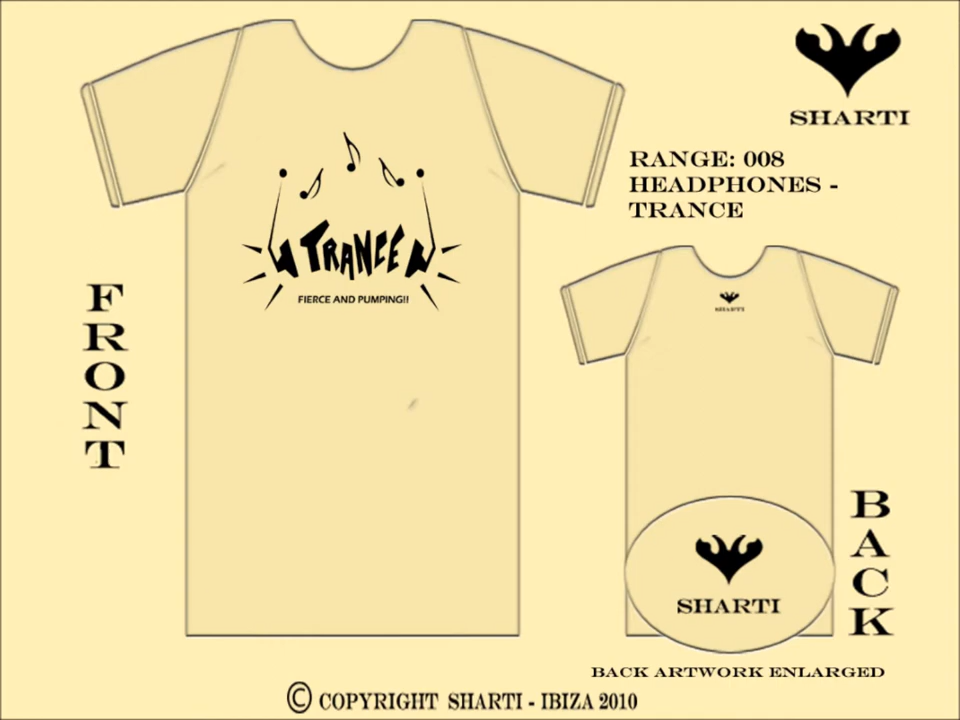 SHARTI
RANGE: 008
HEADPHONES -
TRANCE
TRANCE
FIERCE AND PUMPING!!
FRONT
SHARTI
SHARTI
BACK
BACK ARTWORK ENLARGED
© COPYRIGHT SHARTI - IBIZA 2010